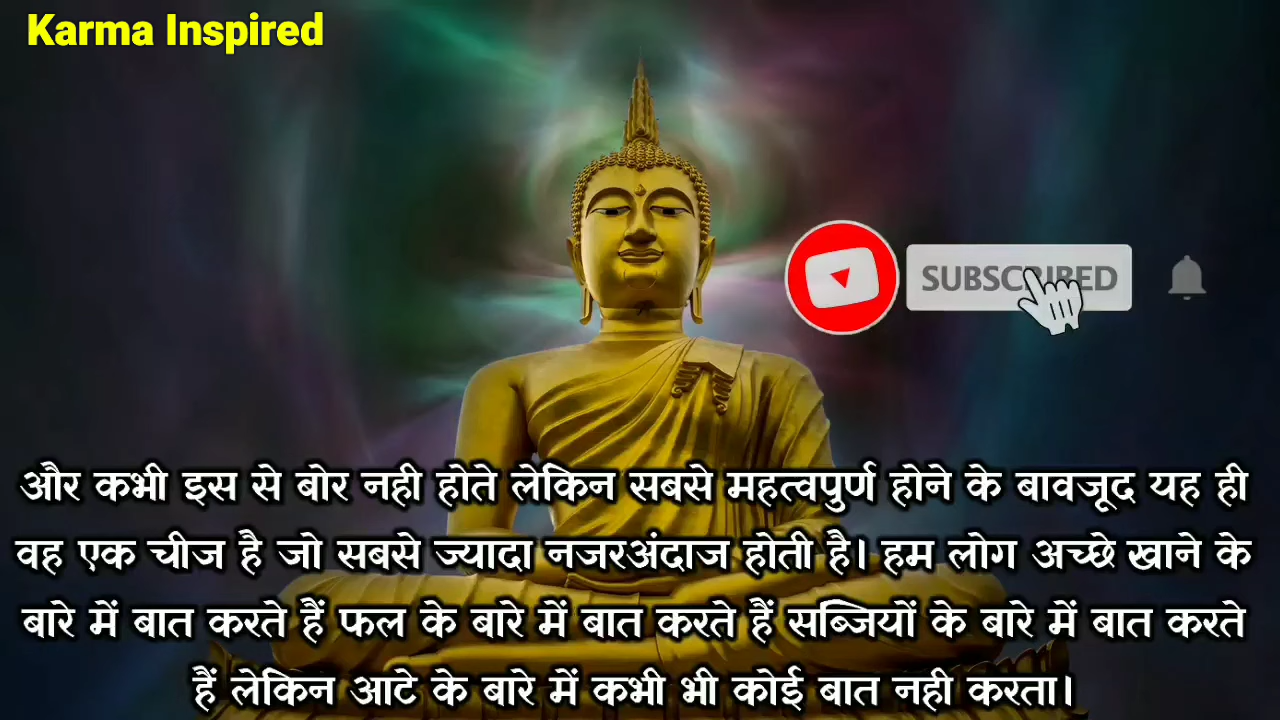 Karma Inspired
SUBSCRIBED
और कभी इस से बोर नही होते लेकिन सबसे महत्वपुर्ण होने के बावजूद यह ही
वह एक चीज है जो सबसे ज्यादा नजरअंदाज होती है। हम लोग अच्छे खाने के
बारे में बात करते हैं फल के बारे में बात करते हैं सब्जियों के बारे में बात करते
हैं लेकिन आटे के बारे में कभी भी कोई बात नही करता।